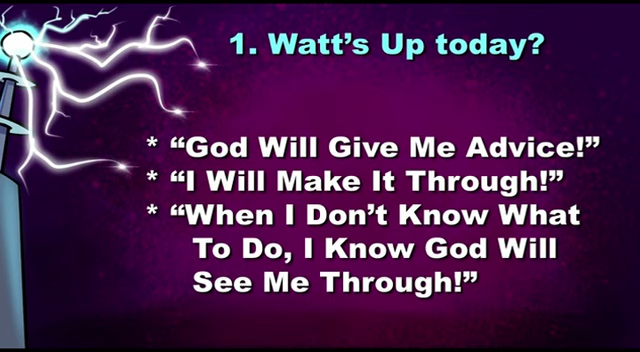 1. Watt’s Up today?
* “God Will Give Me Advice!”
* “I Will Make It Through!”
* “When I Don’t Know What
To Do, I Know God Will
See Me Through!”